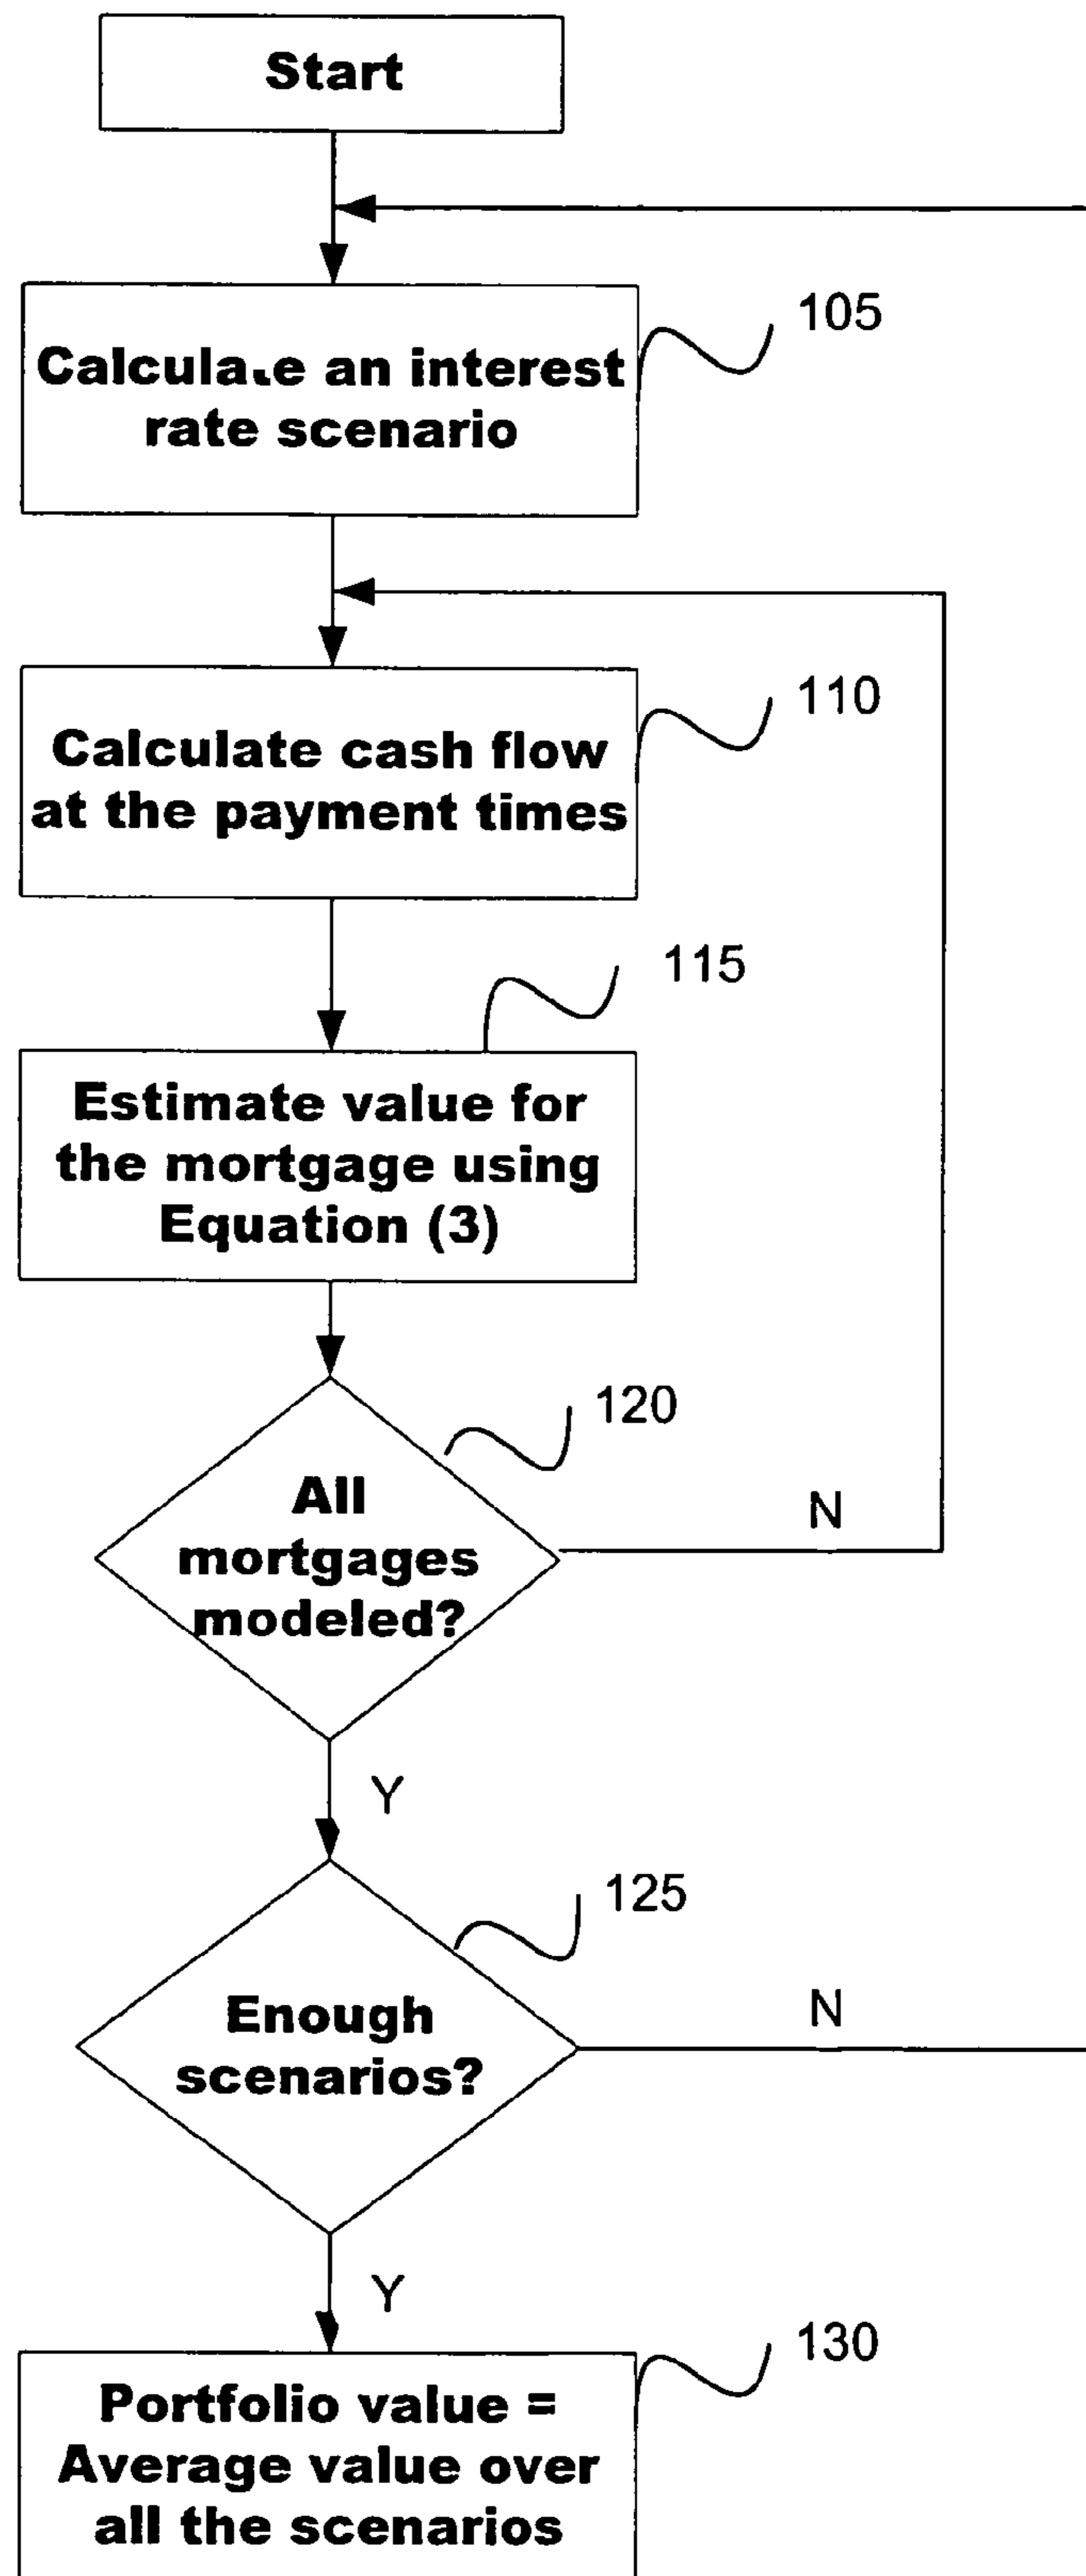 Start
105
Calculate an interest
rate scenario
110
Calculate cash flow
at the payment times
115
Estimate value for
the mortgage using
Equation (3)
120
All
mortgages
modeled?
N
Y
125
Enough
scenarios?
N
Y
130
Portfolio value =
Average value over
all the scenarios